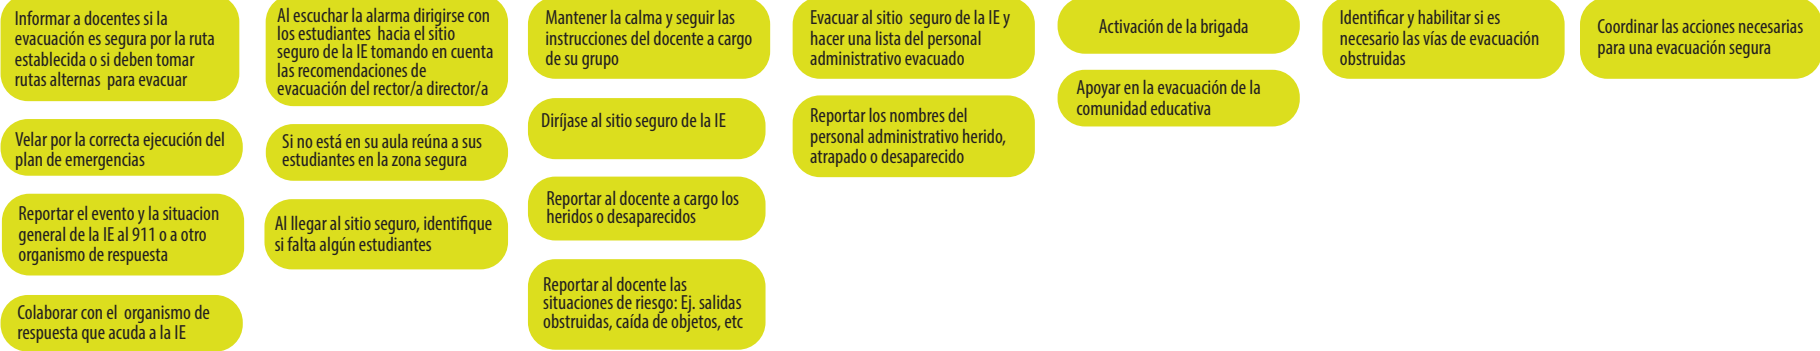 Informar a docentes si la
evacuación es segura por la ruta
establecida o si deben tomar
rutas alternas para evacuar
Velar por la correcta ejecución del
plan de emergencias
Reportar el evento y la situacion
general de la IE al 911 o a otro
organismo de respuesta
Colaborar con el organismo de
respuesta que acuda a la IE
Al escuchar la alarma dirigirse con
los estudiantes hacia el sitio
seguro de la IE tomando en cuenta
las recomendaciones de
evacuación del rector/a director/a
Si no está en su aula reúna a sus
estudiantes en la zona segura
Al llegar al sitio seguro, identifique
si falta algún estudiantes
Mantener la calma y seguir las
instrucciones del docente a cargo
de su grupo
Diríjase al sitio seguro de la IE
Reportar al docente a cargo los
heridos o desaparecidos
Reportar al docente las
situaciones de riesgo: Ej. salidas
obstruidas, caída de objetos, etc
Evacuar al sitio seguro de la IE y
hacer una lista del personal
administrativo evacuado
Reportar los nombres del
personal administrativo herido,
atrapado o desaparecido
Activación de la brigada
Apoyar en la evacuación de la
comunidad educativa
Identificar y habilitar si es
necesario las vías de evacuación
obstruidas
Coordinar las acciones necesarias
para una evacuación segura